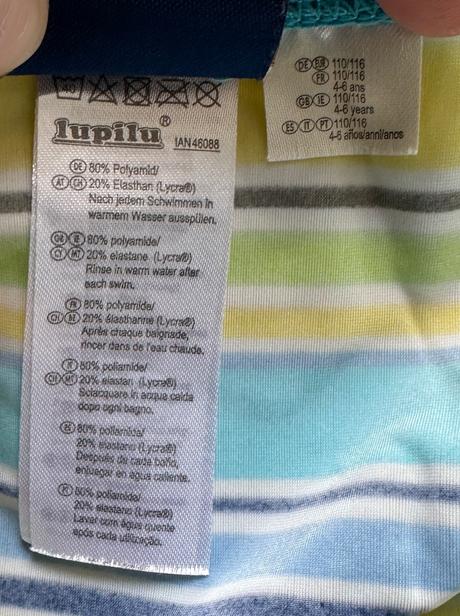 40
lupilu®
IAN 46088
DE 80% Polyamid/
AT CH 20% Elasthan (Lycra®)
Nach jedem Schwimmen in
warmem Wasser ausspülen.
GB IE 80% polyamide/
CY MT 20% elastane (Lycra®)
Rinse in warm water after
each swim.
FR 80% polyamide/
CH BE 20% élasthanne (Lycra®)
Après chaque baignade,
rincer dans de l'eau chaude.
IT 80% poliamide/
CH MT 20% elastan (Lycra®)
Sciacquare in acqua calda
dopo ogni bagno.
ES 80% poliamida/
20% elastano (Lycra®)
Después de cada baño,
enjuagar en agua caliente.
PT 80% poliamida/
20% elastano (Lycra®)
Lavar com água quente
após cada utilização.
DE EUR 110/116
FR 110/116
4-6 ans
GB IE 110/116
4-6 years
ES IT PT 110/116
4-6 años/anni/anos